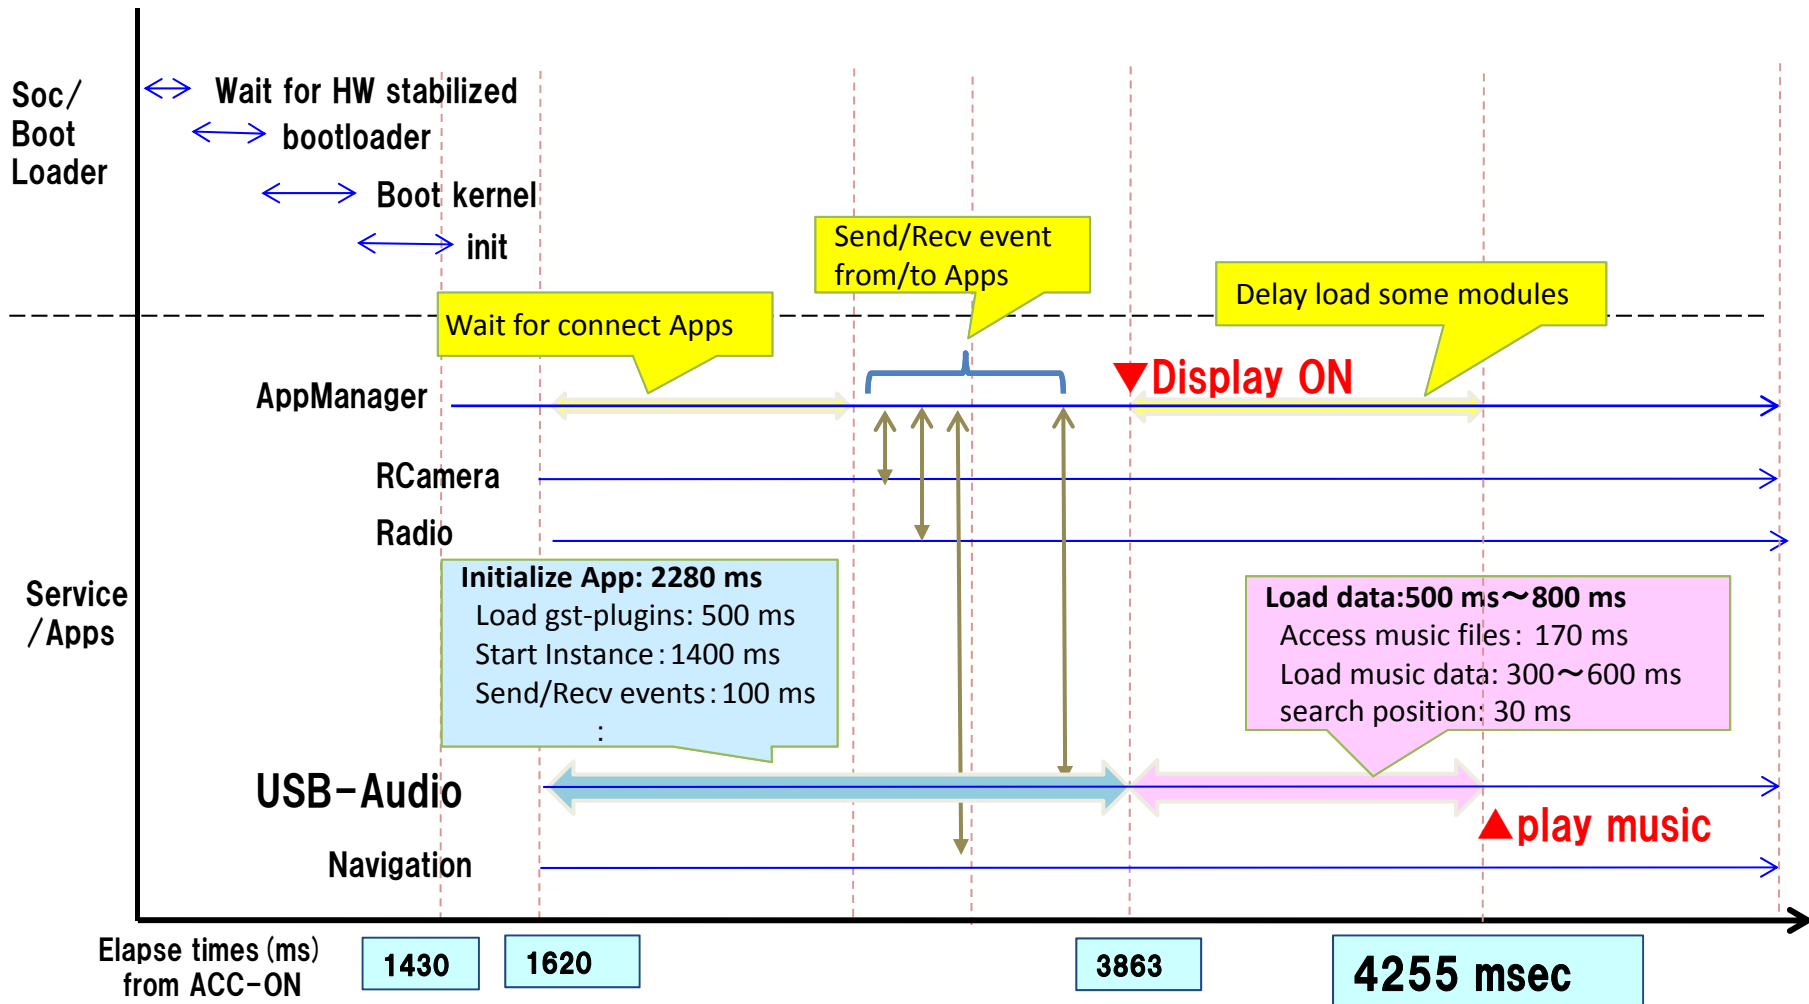 Soc/
Boot
Loader
Wait for HW stabilized
bootloader
Boot kernel
init
Send/Recv event
from/to Apps
Delay load some modules
Wait for connect Apps
▼Display ON
AppManager
RCamera
Radio
Service
/Apps
Initialize App: 2280 ms
Load gst-plugins: 500 ms
Start Instance: 1400 ms
Send/Recv events: 100 ms
:
Load data:500 ms～800 ms
Access music files: 170 ms
Load music data: 300～600 ms
search position: 30 ms
USB-Audio
▲play music
Navigation
Elapse times (ms)
from ACC-ON
1430
1620
3863
4255 msec